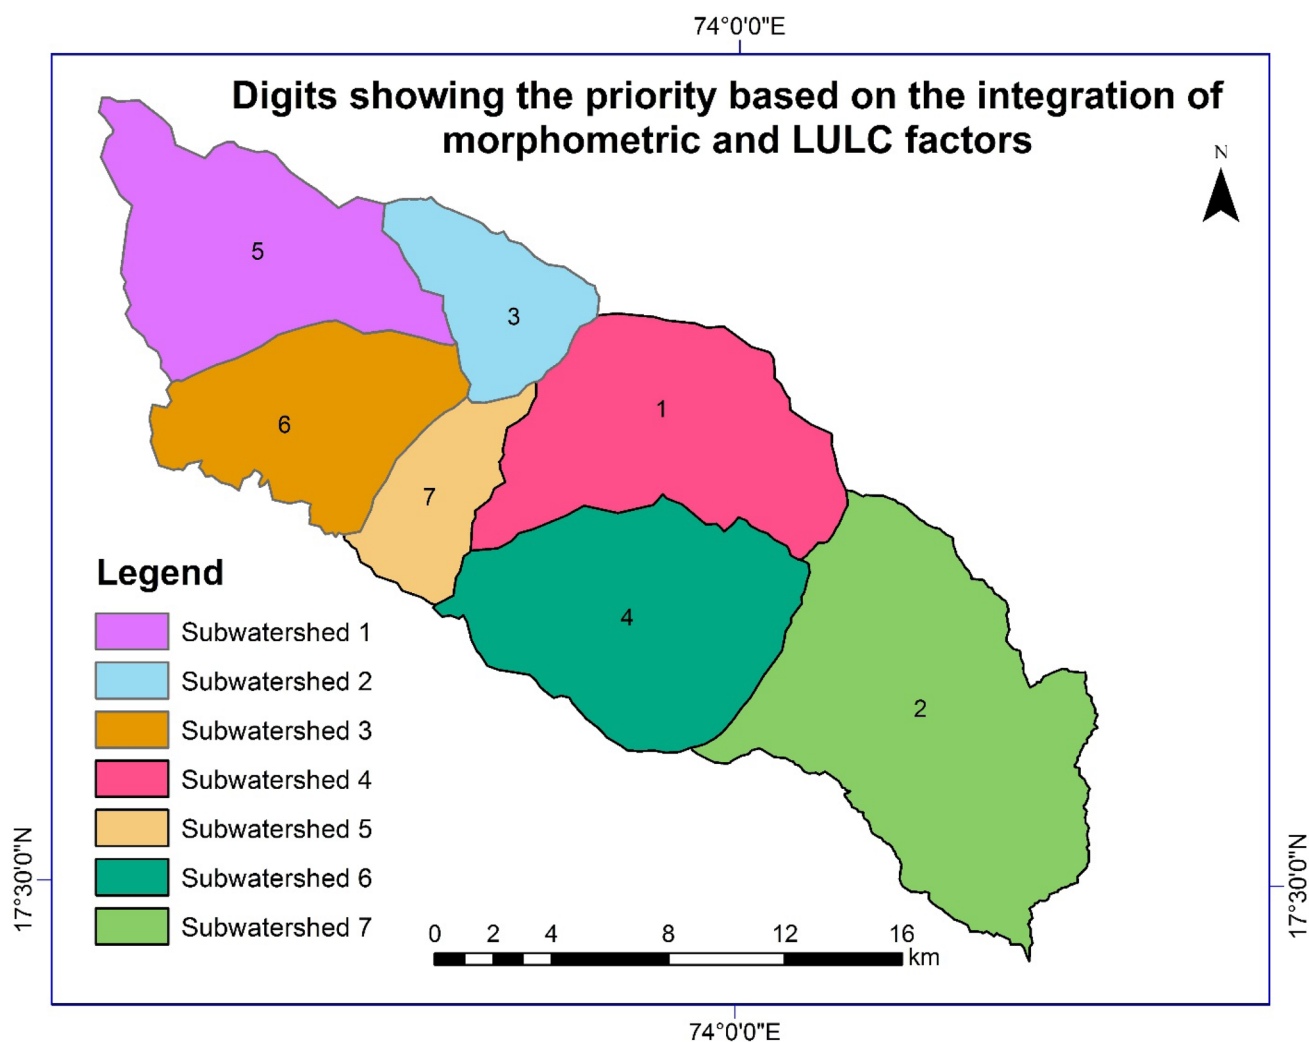 74°0'0"E
Digits showing the priority based on the integration of
morphometric and LULC factors
N
5
3
1
6
7
4
2
Legend
Subwatershed 1
Subwatershed 2
Subwatershed 3
Subwatershed 4
Subwatershed 5
Subwatershed 6
Subwatershed 7
17°30'0"N
17°30'0"N
0 2 4 8 12 16
km
74°0'0"E